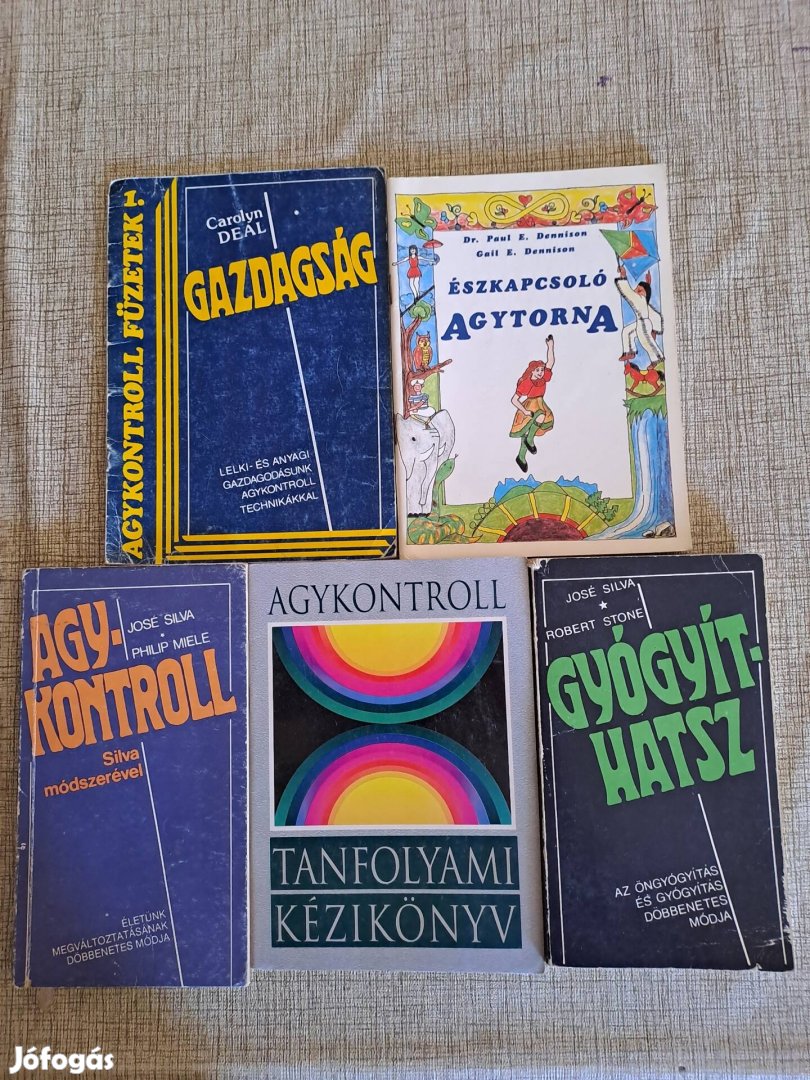 AGYKONTROLL FÜZETEK 1.
Carolyn
DEAL
GAZDAGSÁG
LELKI- ÉS ANYAGI
GAZDAGODÁSUNK
AGYKONTROLL
TECHNIKÁKKAL
Dr. Paul E. Dennison
Gail E. Dennison
ÉSZKAPCSOLÓ
AGYTORNA
AGY-
KONTROLL
JOSÉ SILVA
PHILIP MIELE
Silva
módszerével
ÉLETÜNK
MEGVÁLTOZTATÁSÁNAK
DÖBBENETES MÓDJA
AGYKONTROLL
TANFOLYAMI
KÉZIKÖNYV
JOSÉ SILVA
ROBERT STONE
GYÓGYÍT-
HATSZ
AZ ÖNGYÓGYÍTÁS
ÉS GYÓGYÍTÁS
DÖBBENETES
MÓDJA
Jófogás